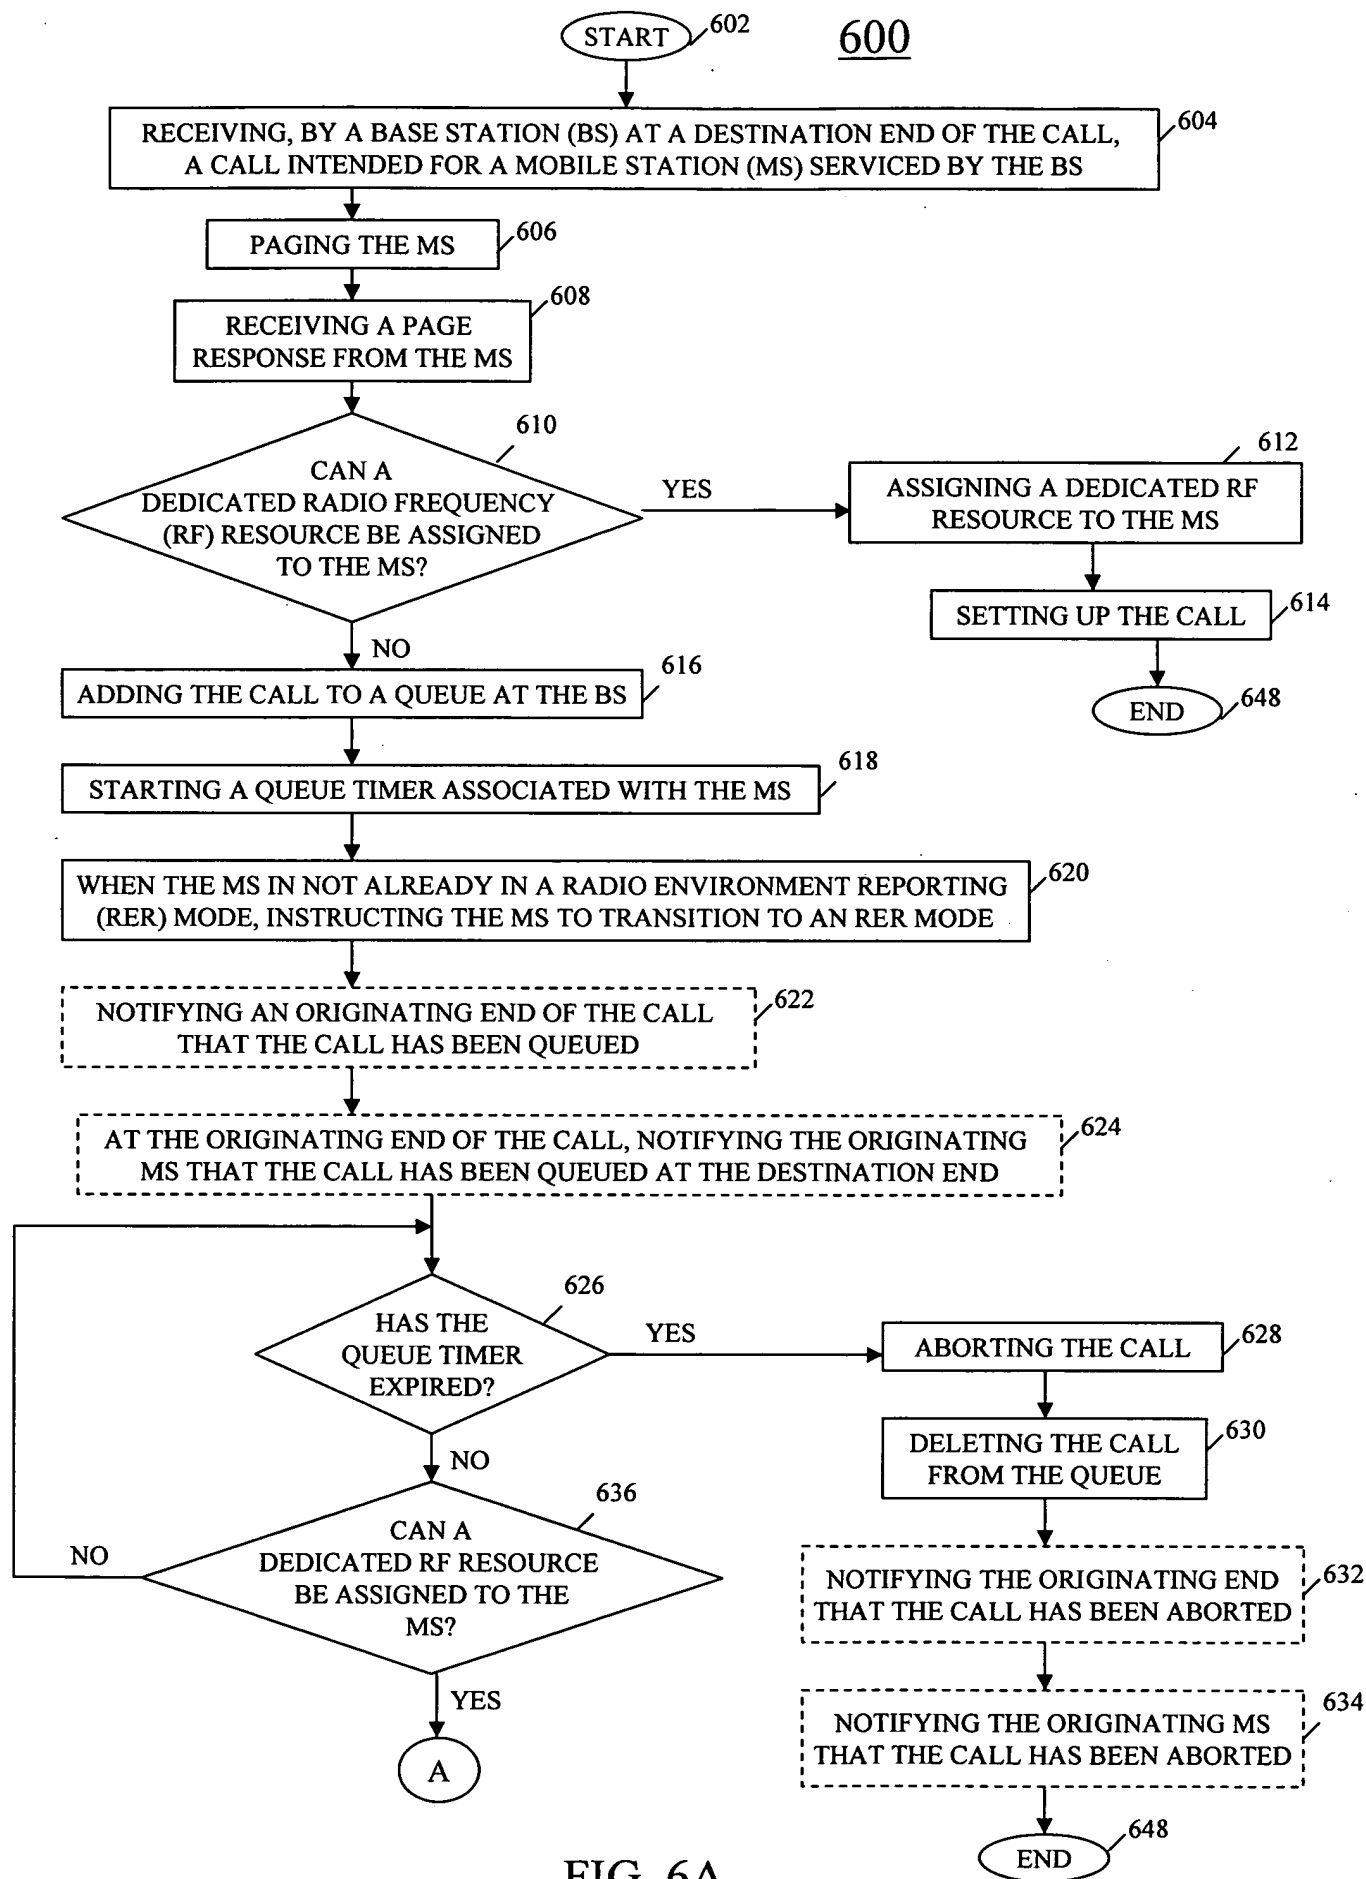 START
602
600
RECEIVING, BY A BASE STATION (BS) AT A DESTINATION END OF THE CALL,
A CALL INTENDED FOR A MOBILE STATION (MS) SERVICED BY THE BS
604
PAGING THE MS
606
RECEIVING A PAGE
RESPONSE FROM THE MS
608
CAN A
DEDICATED RADIO FREQUENCY
(RF) RESOURCE BE ASSIGNED
TO THE MS?
610
YES
ASSIGNING A DEDICATED RF
RESOURCE TO THE MS
612
SETTING UP THE CALL
614
END
648
NO
ADDING THE CALL TO A QUEUE AT THE BS
616
STARTING A QUEUE TIMER ASSOCIATED WITH THE MS
618
WHEN THE MS IN NOT ALREADY IN A RADIO ENVIRONMENT REPORTING
(RER) MODE, INSTRUCTING THE MS TO TRANSITION TO AN RER MODE
620
NOTIFYING AN ORIGINATING END OF THE CALL
THAT THE CALL HAS BEEN QUEUED
622
AT THE ORIGINATING END OF THE CALL, NOTIFYING THE ORIGINATING
MS THAT THE CALL HAS BEEN QUEUED AT THE DESTINATION END
624
HAS THE
QUEUE TIMER
EXPIRED?
626
YES
ABORTING THE CALL
628
DELETING THE CALL
FROM THE QUEUE
630
NOTIFYING THE ORIGINATING END
THAT THE CALL HAS BEEN ABORTED
632
NOTIFYING THE ORIGINATING MS
THAT THE CALL HAS BEEN ABORTED
634
END
648
NO
CAN A
DEDICATED RF RESOURCE
BE ASSIGNED TO THE
MS?
636
NO
YES
A
FIG. 6A